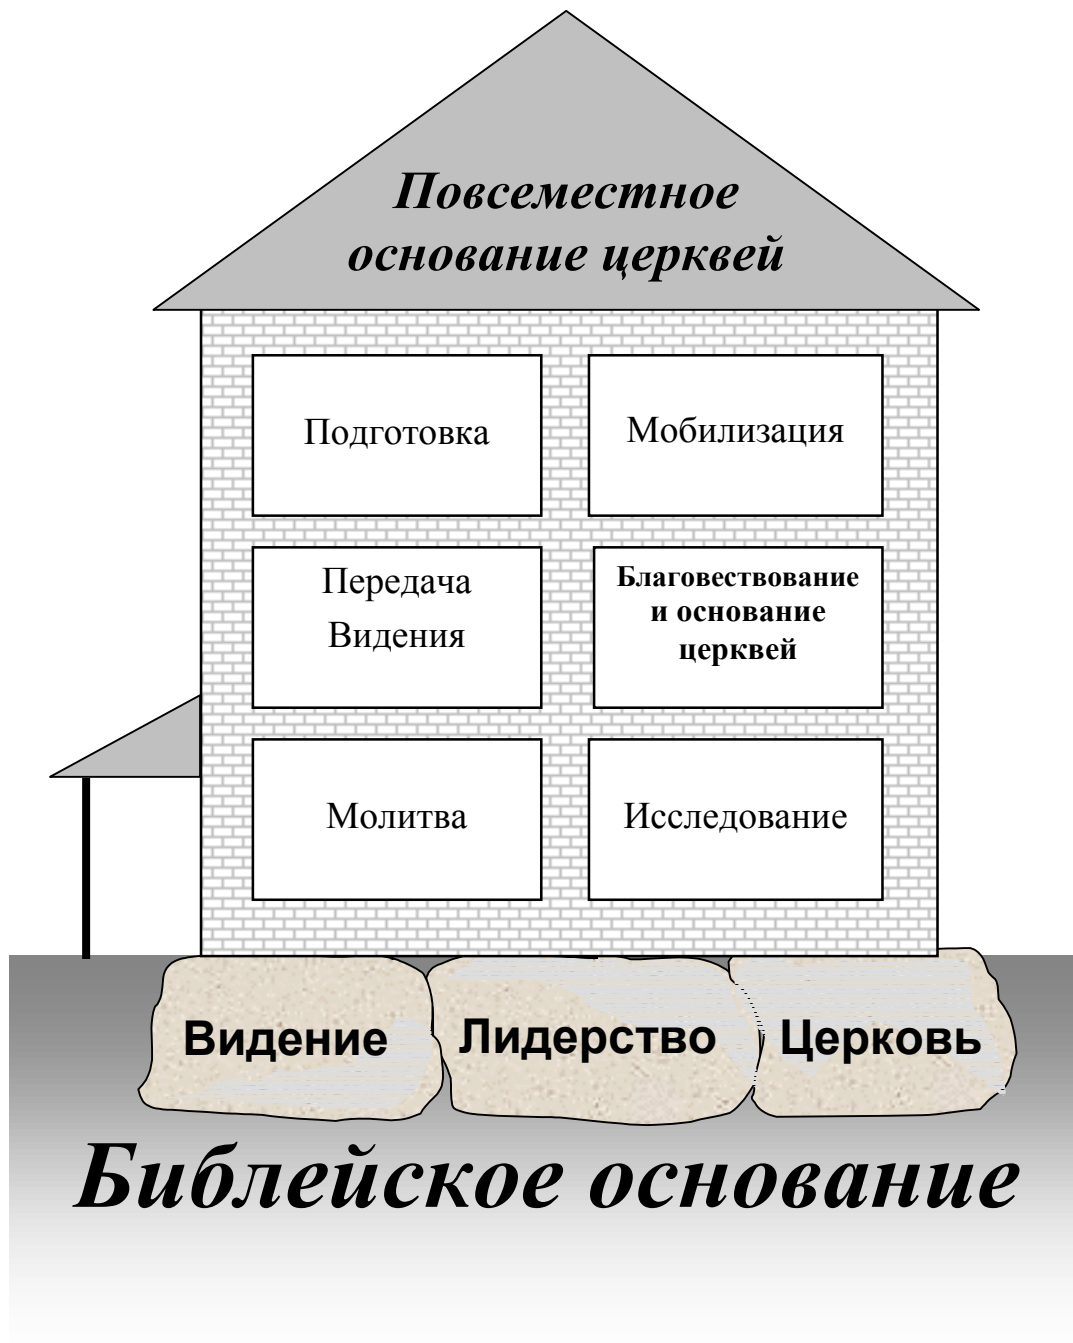 Повсеместное
основание церквей
Подготовка
Мобилизация
Передача
Видения
Благовествование
и основание
церквей
Молитва
Исследование
Видение
Лидерство
Церковь
Библейское основание